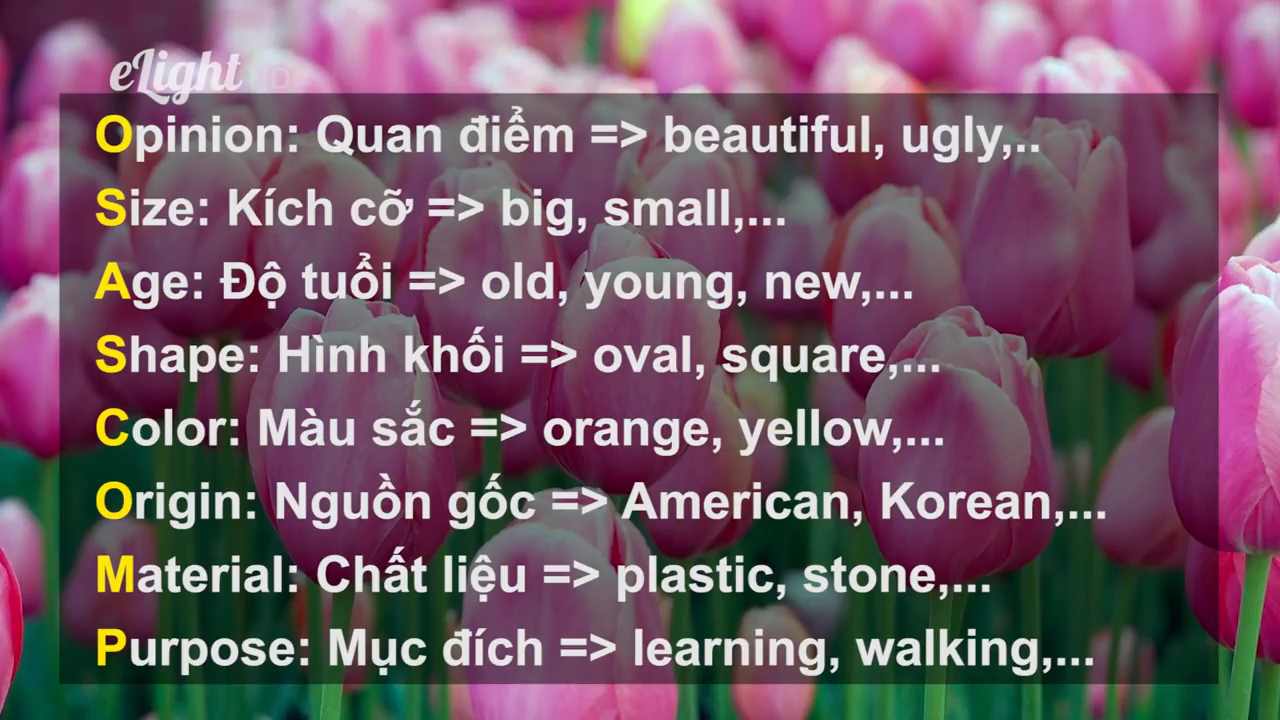 eLight HD
Opinion: Quan điểm => beautiful, ugly,..
Size: Kích cỡ => big, small,...
Age: Độ tuổi => old, young, new,...
Shape: Hình khối => oval, square,...
Color: Màu sắc => orange, yellow,...
Origin: Nguồn gốc => American, Korean,...
Material: Chất liệu => plastic, stone,...
Purpose: Mục đích => learning, walking,...